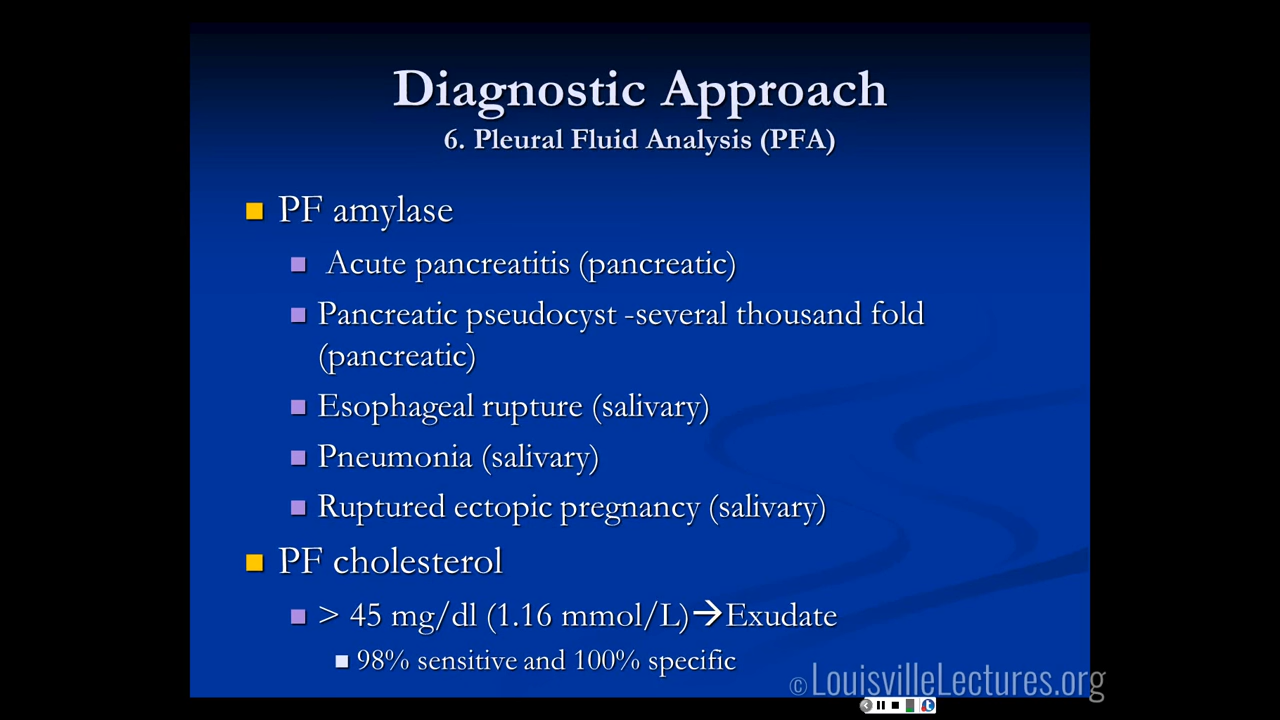 Diagnostic Approach
6. Pleural Fluid Analysis (PFA)
PF amylase
Acute pancreatitis (pancreatic)
Pancreatic pseudocyst -several thousand fold
(pancreatic)
Esophageal rupture (salivary)
Pneumonia (salivary)
Ruptured ectopic pregnancy (salivary)
PF cholesterol
> 45 mg/dl (1.16 mmol/L)→Exudate
98% sensitive and 100% specific
© LouisvilleLectures.org